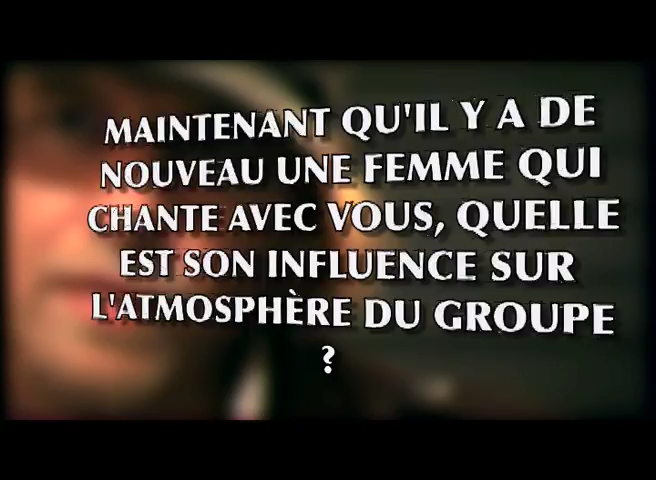 MAINTENANT QU'IL Y A DE
NOUVEAU UNE FEMME QUI
CHANTE AVEC VOUS, QUELLE
EST SON INFLUENCE SUR
L'ATMOSPHÈRE DU GROUPE
?